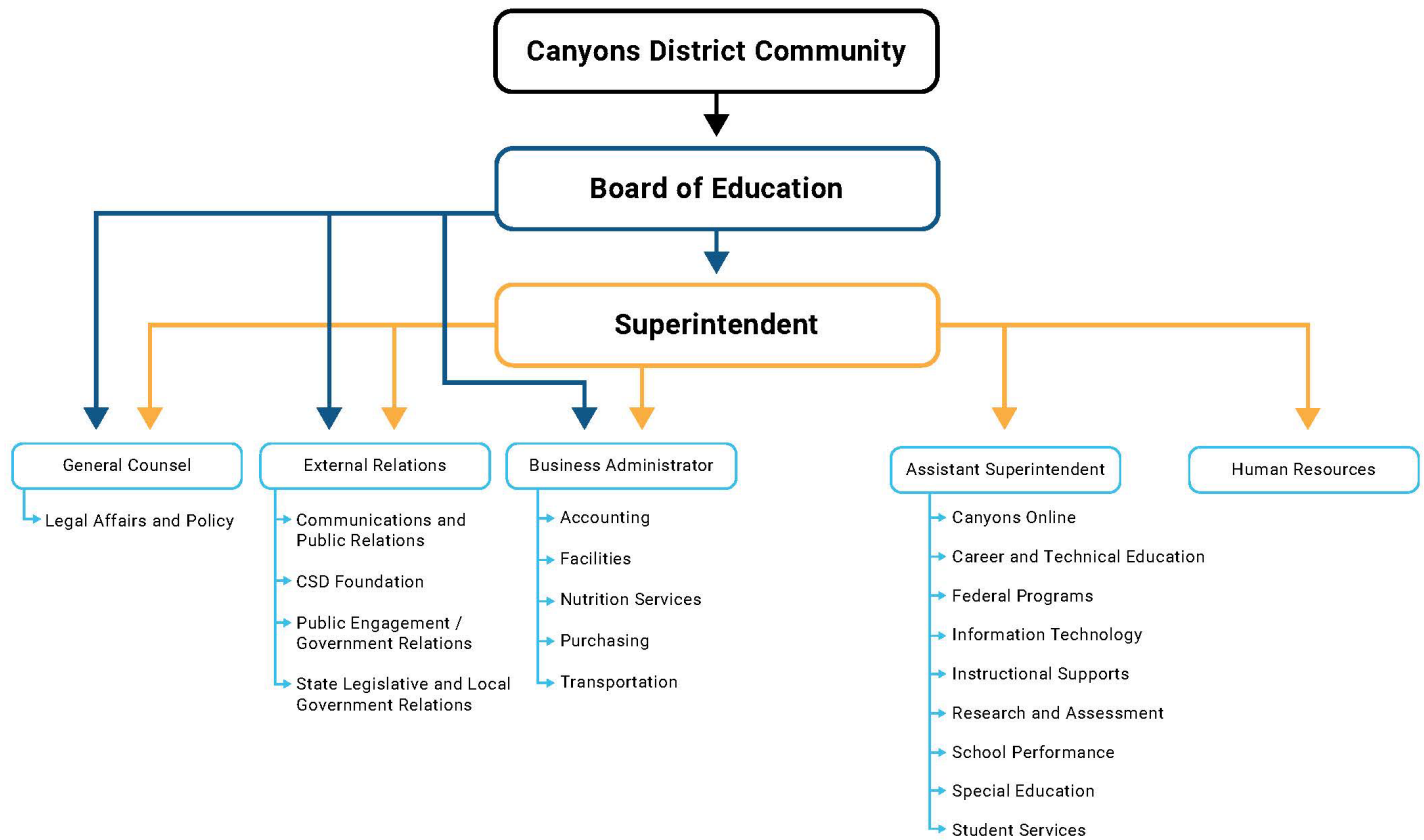 Canyons District Community
Board of Education
Superintendent
General Counsel
Legal Affairs and Policy
External Relations
Communications and
Public Relations
CSD Foundation
Public Engagement /
Government Relations
State Legislative and Local
Government Relations
Business Administrator
Accounting
Facilities
Nutrition Services
Purchasing
Transportation
Assistant Superintendent
Canyons Online
Career and Technical Education
Federal Programs
Information Technology
Instructional Supports
Research and Assessment
School Performance
Special Education
Student Services
Human Resources